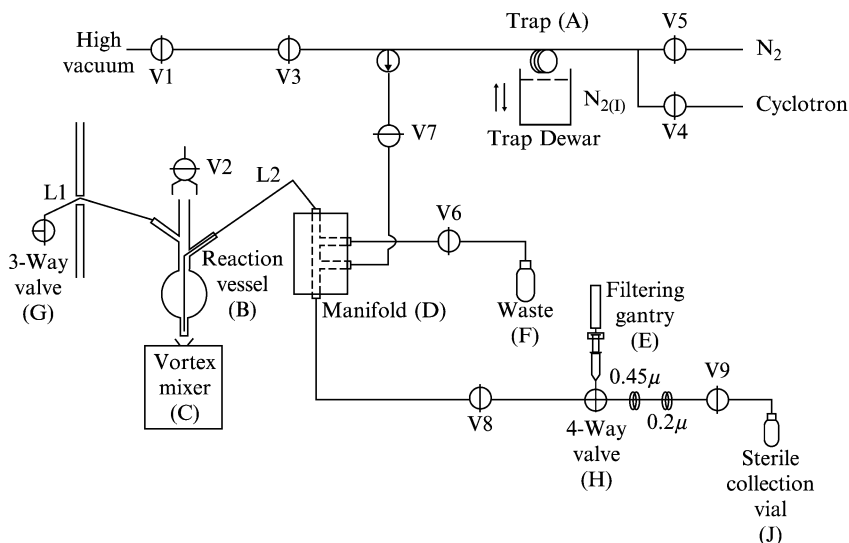 High
vacuum
V1
V3
Trap (A)
V5
N2
N2(I)
Trap Dewar
Cyclotron
V4
V7
V2
L1
L2
3-Way
valve
(G)
Reaction
vessel
(B)
Manifold (D)
V6
Waste
(F)
Vortex
mixer
(C)
Filtering
gantry
(E)
V8
4-Way
valve
(H)
0.45μ
0.2μ
V9
Sterile
collection
vial
(J)